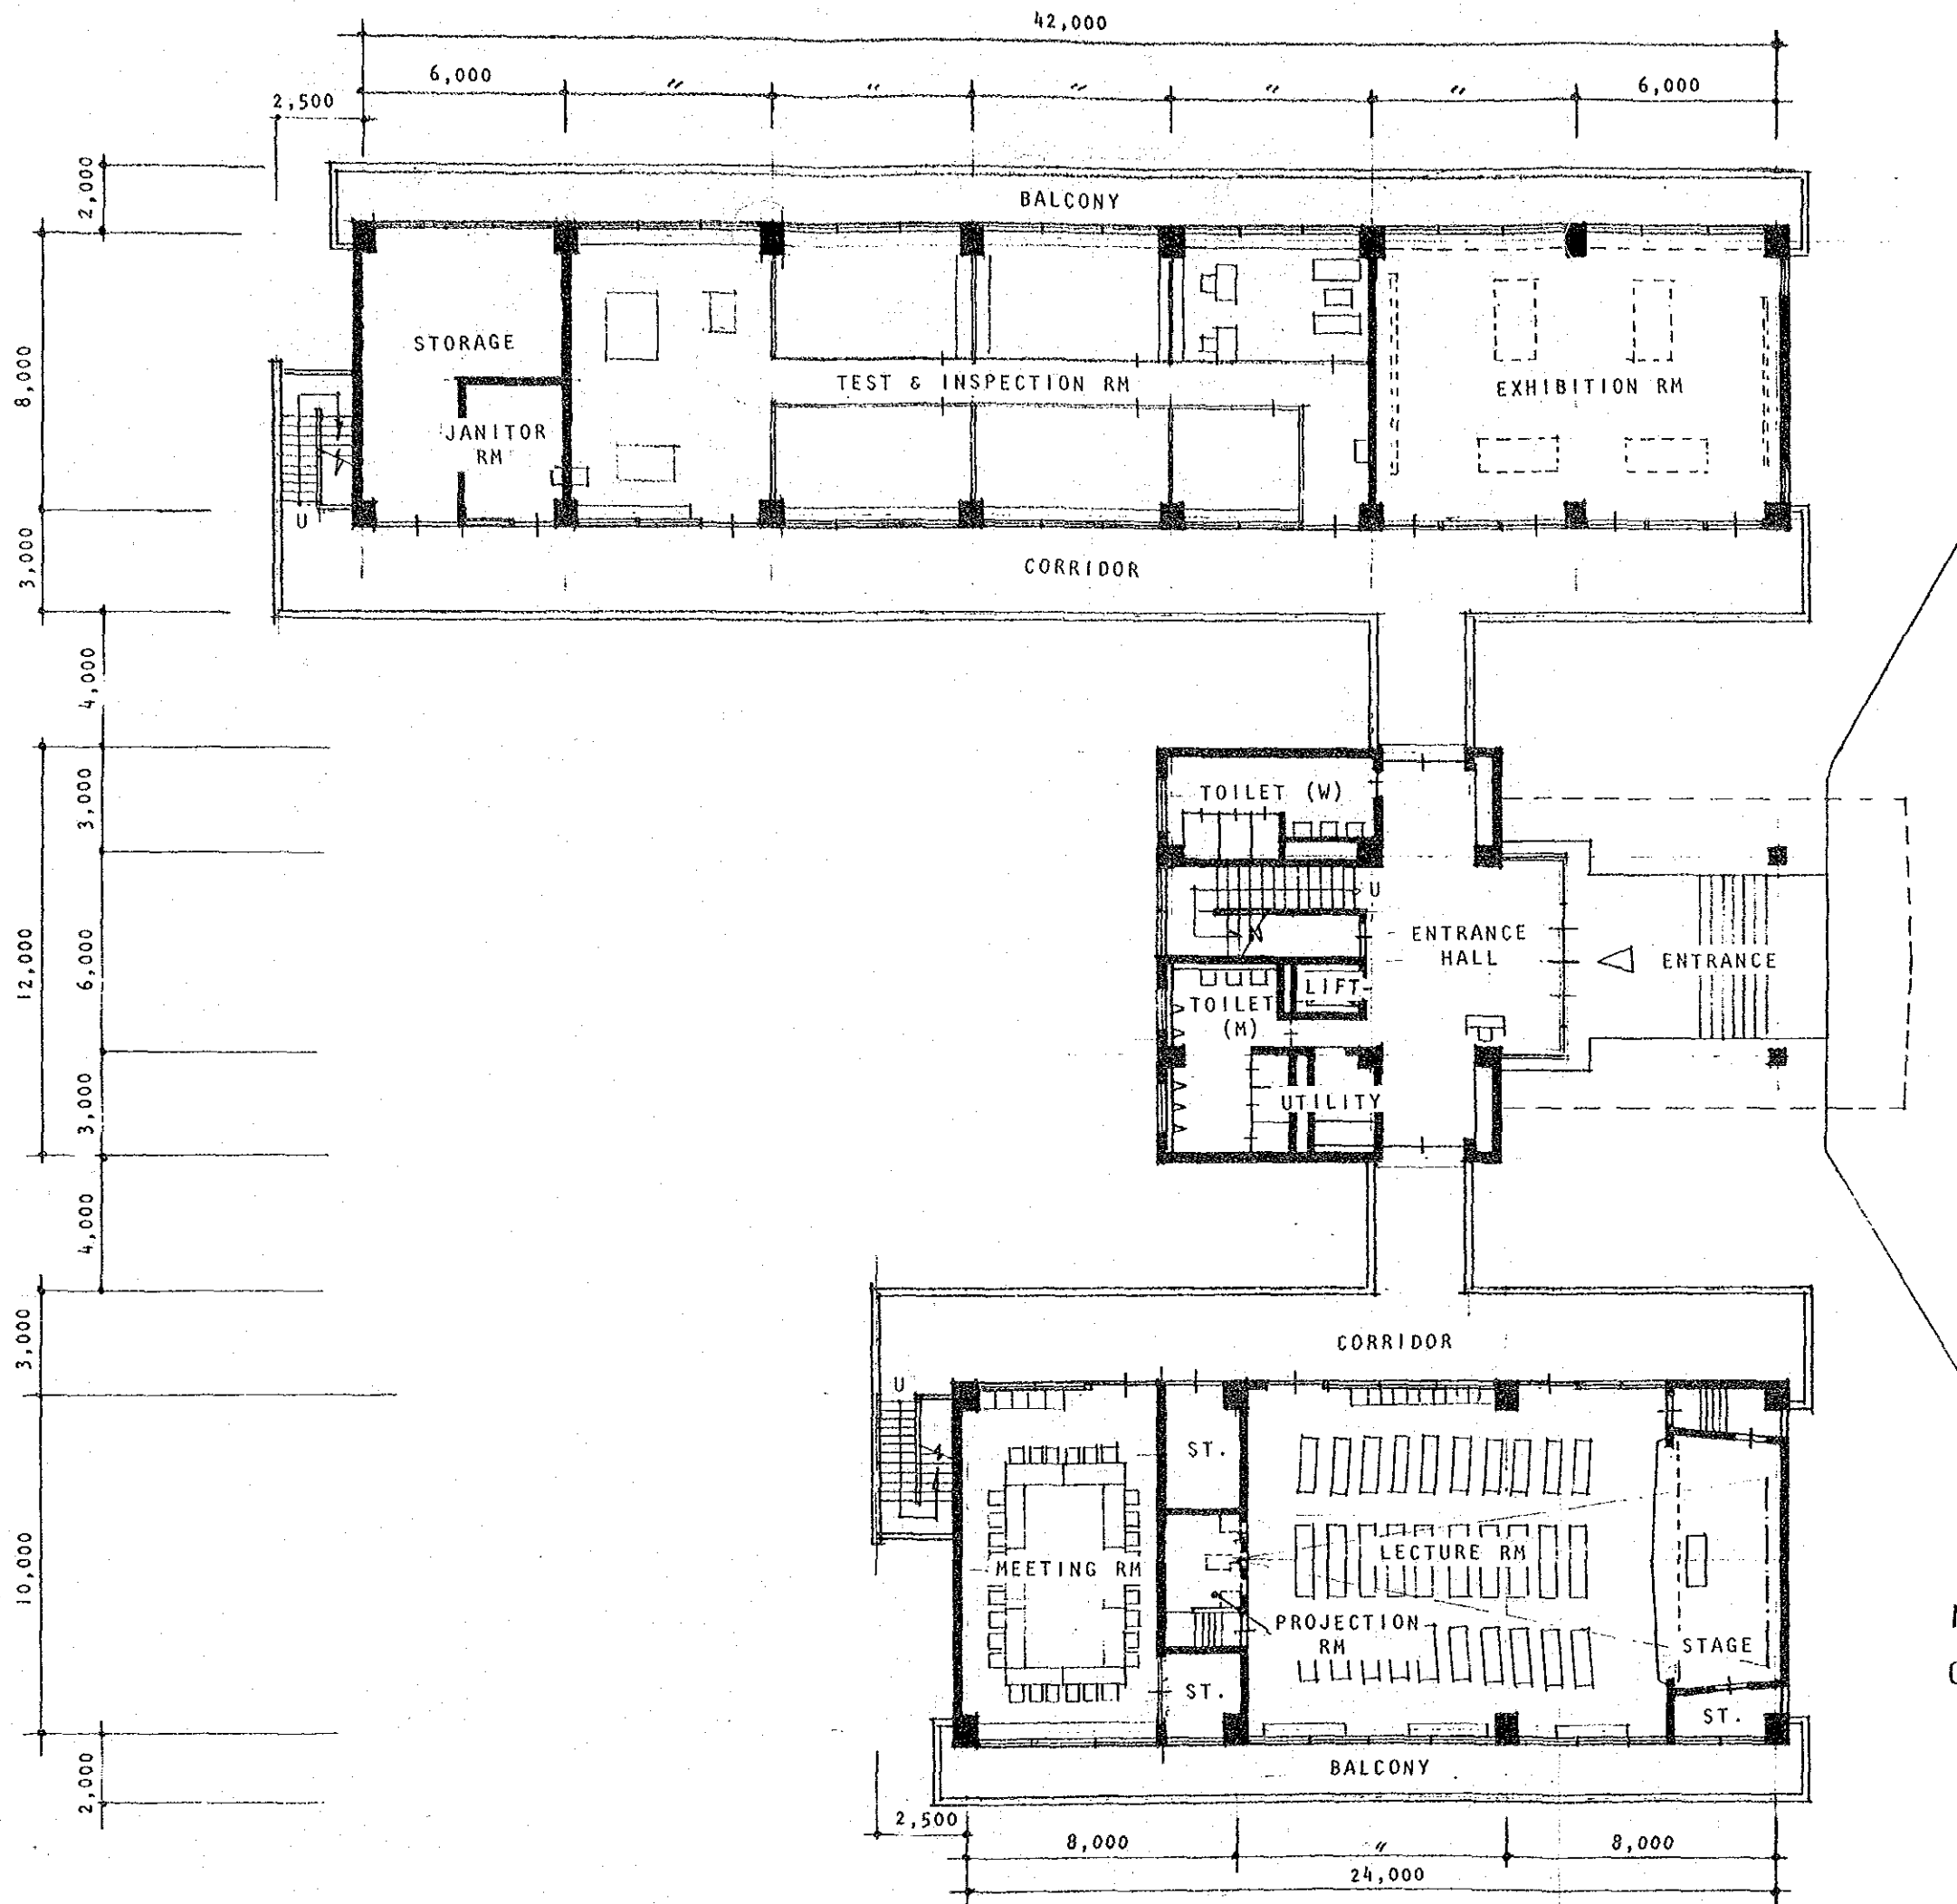 42,000
6,000
〃
〃
〃
〃
〃
6,000
2,500
2,000
BALCONY
8,000
STORAGE
TEST & INSPECTION RM
EXHIBITION RM
JANITOR
RM
U
3,000
CORRIDOR
4,000
3,000
TOILET (W)
U
12,000
6,000
ENTRANCE
HALL
ENTRANCE
LIFT
TOILET
(M)
3,000
UTILITY
4,000
3,000
CORRIDOR
U
ST.
10,000
MEETING RM
LECTURE RM
PROJECTION
RM
STAGE
ST.
ST.
2,000
BALCONY
2,500
8,000
〃
8,000
24,000